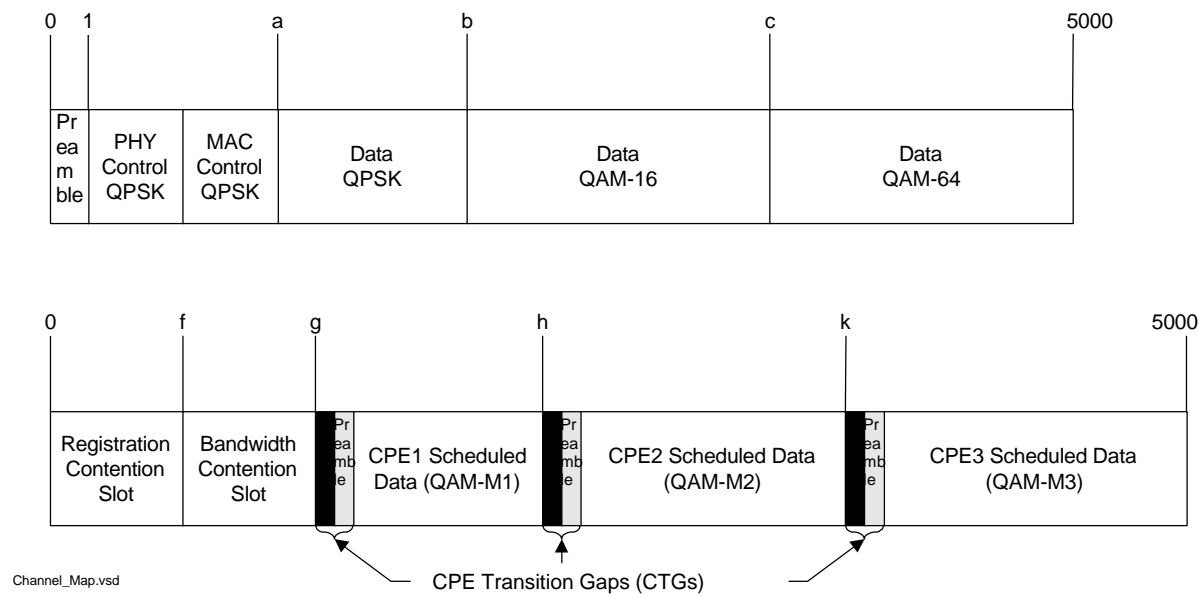 0 1 a b c 5000
Pr
ea
m
ble
PHY
Control
QPSK
MAC
Control
QPSK
Data
QPSK
Data
QAM-16
Data
QAM-64
0 f g h k 5000
Registration
Contention
Slot
Bandwidth
Contention
Slot
Pr
ea
mb
le
CPE1 Scheduled
Data (QAM-M1)
Pr
ea
mb
le
CPE2 Scheduled Data
(QAM-M2)
Pr
ea
mb
le
CPE3 Scheduled Data
(QAM-M3)
CPE Transition Gaps (CTGs)
Channel_Map.vsd